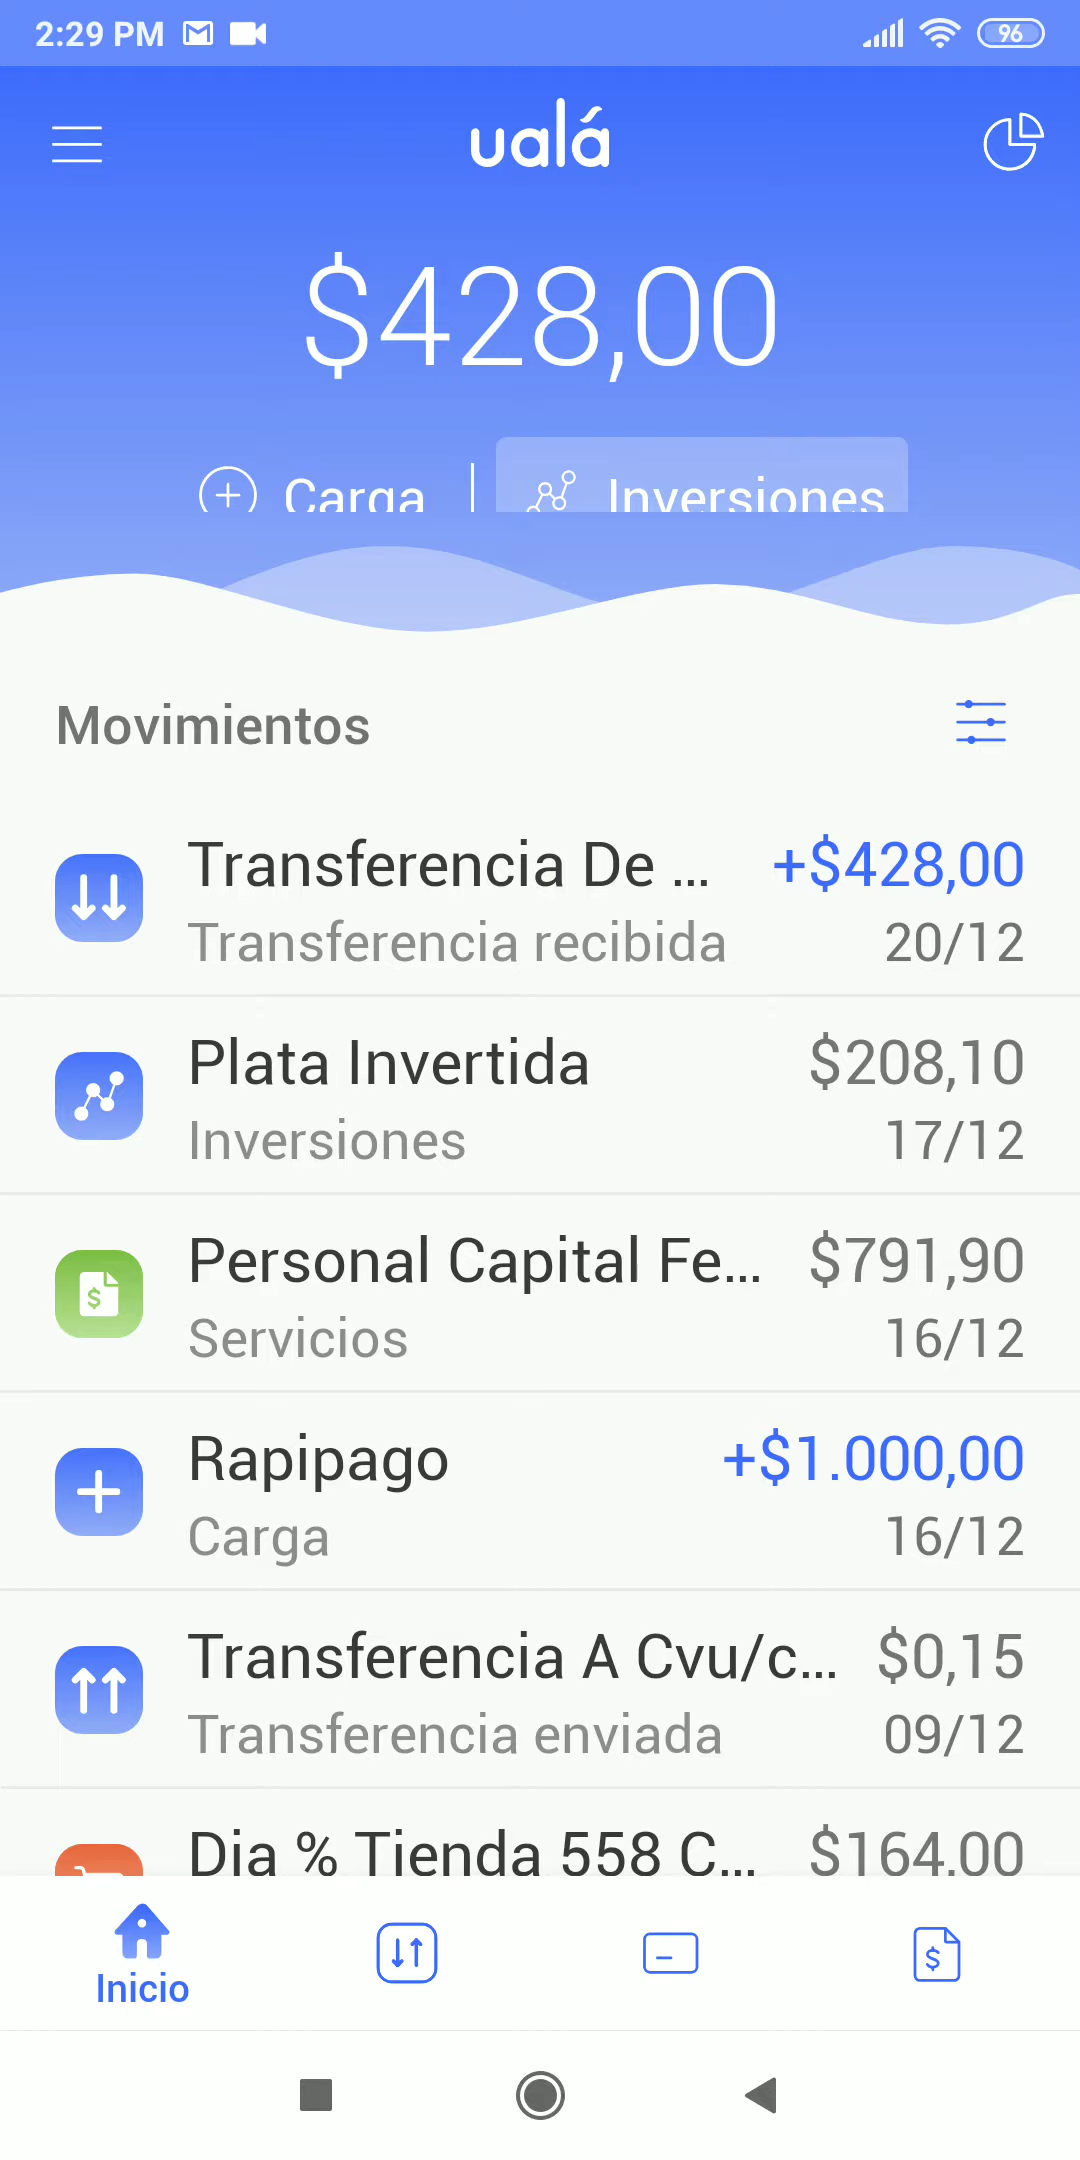 2:29 PM 96
ualá
$428,00
Carga Inversiones
Movimientos
Transferencia De ... +$428,00
Transferencia recibida 20/12
Plata Invertida $208,10
Inversiones 17/12
Personal Capital Fe... $791,90
Servicios 16/12
Rapipago +$1.000,00
Carga 16/12
Transferencia A Cvu/c... $0,15
Transferencia enviada 09/12
Dia % Tienda 558 C... $164,00
Inicio